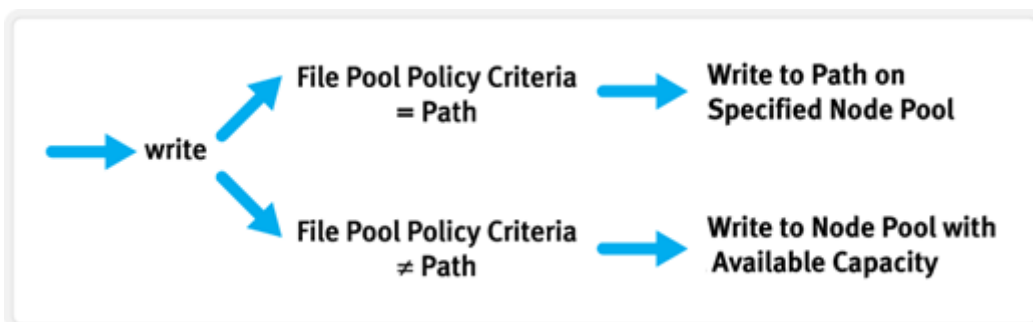 write
File Pool Policy Criteria
= Path
Write to Path on
Specified Node Pool
File Pool Policy Criteria
≠ Path
Write to Node Pool with
Available Capacity